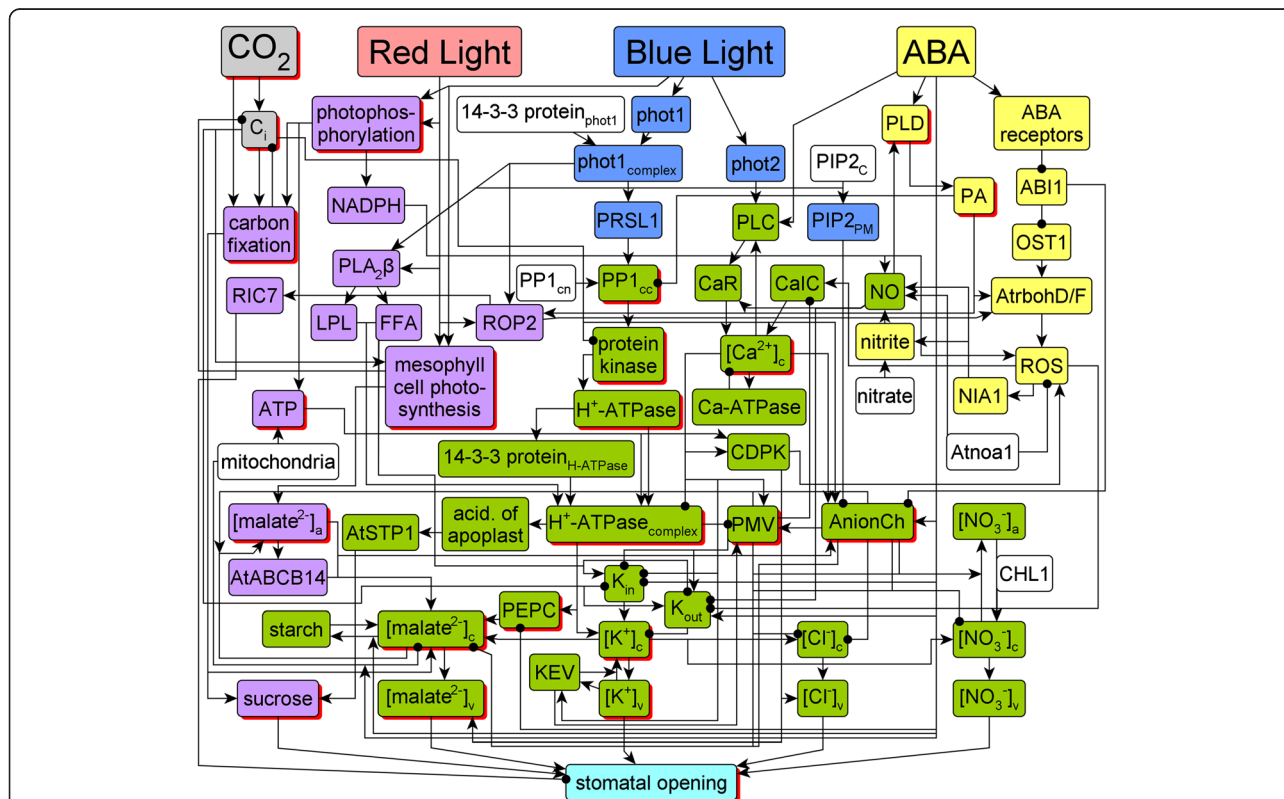 CO2
Red Light
Blue Light
ABA
Ci
photophos-
phorylation
14-3-3 proteinphot1
phot1
PLD
ABA
receptors
phot1complex
phot2
PIP2C
ABI1
NADPH
PA
carbon
fixation
PRSL1
PLC
PIP2PM
OST1
PLA2β
PP1cn
PP1cc
CaR
CaIC
NO
AtrbohD/F
RIC7
LPL
FFA
ROP2
protein
kinase
[Ca2+]c
nitrite
ROS
mesophyll
cell photo-
synthesis
ATP
H+-ATPase
Ca-ATPase
nitrate
NIA1
mitochondria
14-3-3 proteinH-ATPase
CDPK
Atnoa1
[malate2-]a
AtSTP1
acid. of
apoplast
H+-ATPasecomplex
PMV
AnionCh
[NO3-]a
AtABCB14
Kin
CHL1
Kout
starch
[malate2-]c
PEPC
[K+]c
[Cl-]c
[NO3-]c
KEV
sucrose
[malate2-]v
[K+]v
[Cl-]v
[NO3-]v
stomatal opening